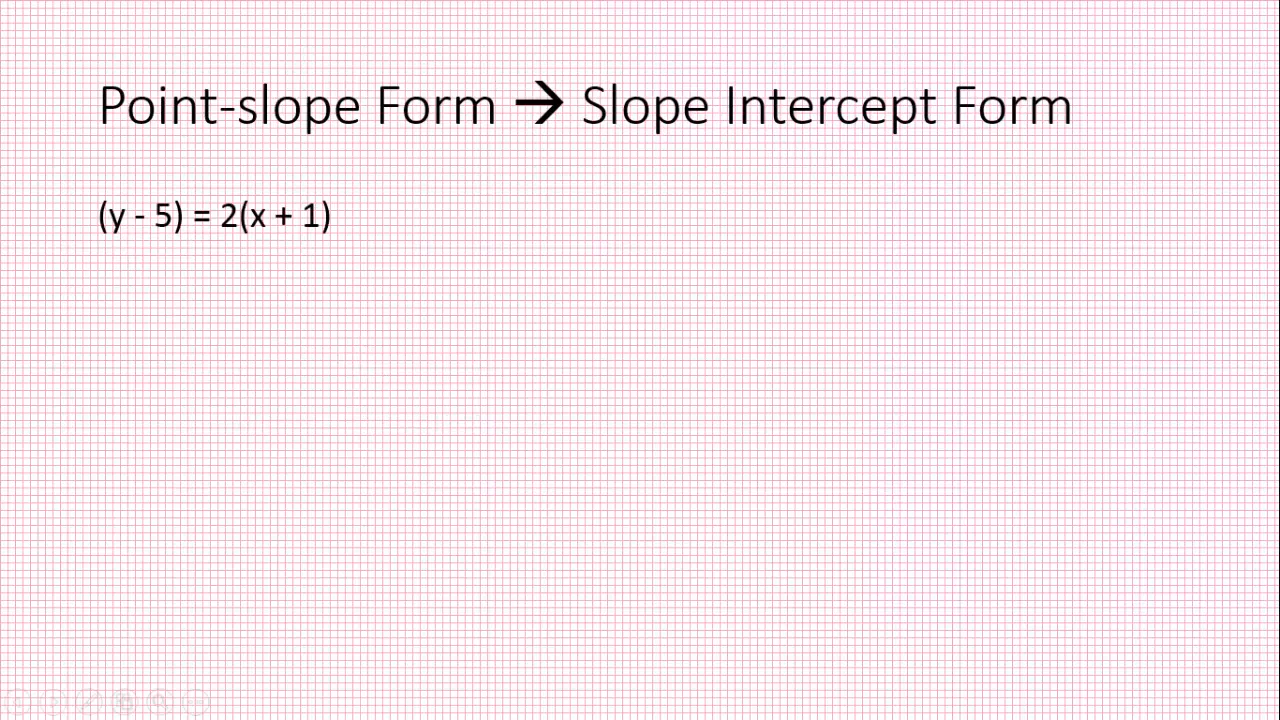 Point-slope Form → Slope Intercept Form
(y - 5) = 2(x + 1)